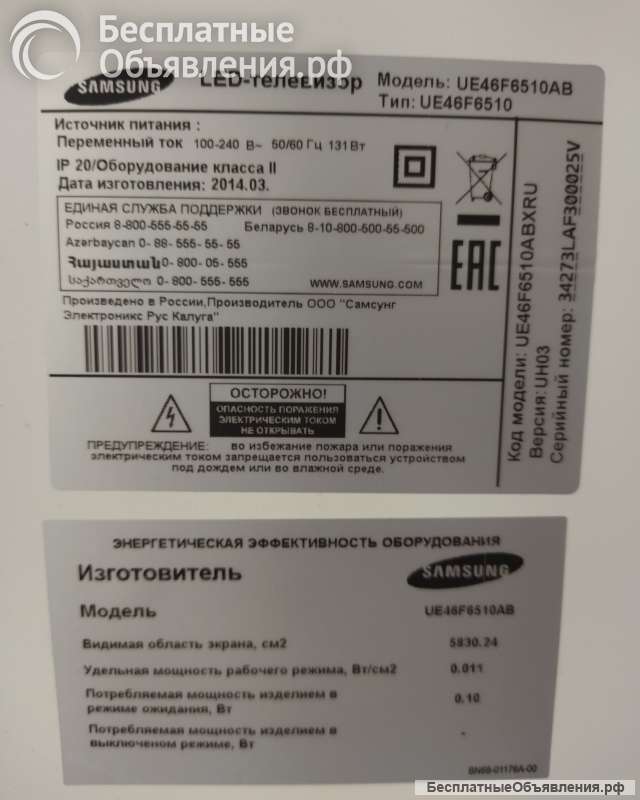 Бесплатные
Объявления.рф
SAMSUNG
LED-телевизор
Модель: UE46F6510AB
Тип: UE46F6510
Источник питания :
Переменный ток 100-240 В~ 50/60 Гц 131 Вт
IP 20/Оборудование класса II
Дата изготовления: 2014.03.
ЕДИНАЯ СЛУЖБА ПОДДЕРЖКИ (ЗВОНОК БЕСПЛАТНЫЙ)
Россия 8-800-555-55-55 Беларусь 8-10-800-500-55-500
Azerbaycan 0- 88- 555- 55- 55
Հայաստան 0- 800- 05- 555
საქართველო 0- 800- 555- 555 WWW.SAMSUNG.COM
EAC
Произведено в России,Производитель ООО "Самсунг
Электроникс Рус Калуга"
ОСТОРОЖНО!
ОПАСНОСТЬ ПОРАЖЕНИЯ
ЭЛЕКТРИЧЕСКИМ ТОКОМ
НЕ ОТКРЫВАТЬ
ПРЕДУПРЕЖДЕНИЕ: во избежание пожара или поражения
электрическим током запрещается пользоваться устройством
под дождем или во влажной среде.
Код модели: UE46F6510ABXRU
Версия: UH03
Серийный номер: 34273LAF300025V
ЭНЕРГЕТИЧЕСКАЯ ЭФФЕКТИВНОСТЬ ОБОРУДОВАНИЯ
Изготовитель SAMSUNG
Модель UE46F6510AB
Видимая область экрана, см2 5830.24
Удельная мощность рабочего режима, Вт/см2 0.011
Потребляемая мощность изделием в
режиме ожидания, Вт 0.10
Потребляемая мощность изделием в
выключеном режиме, Вт -
BN68-01176A-00
БесплатныеОбъявления.рф